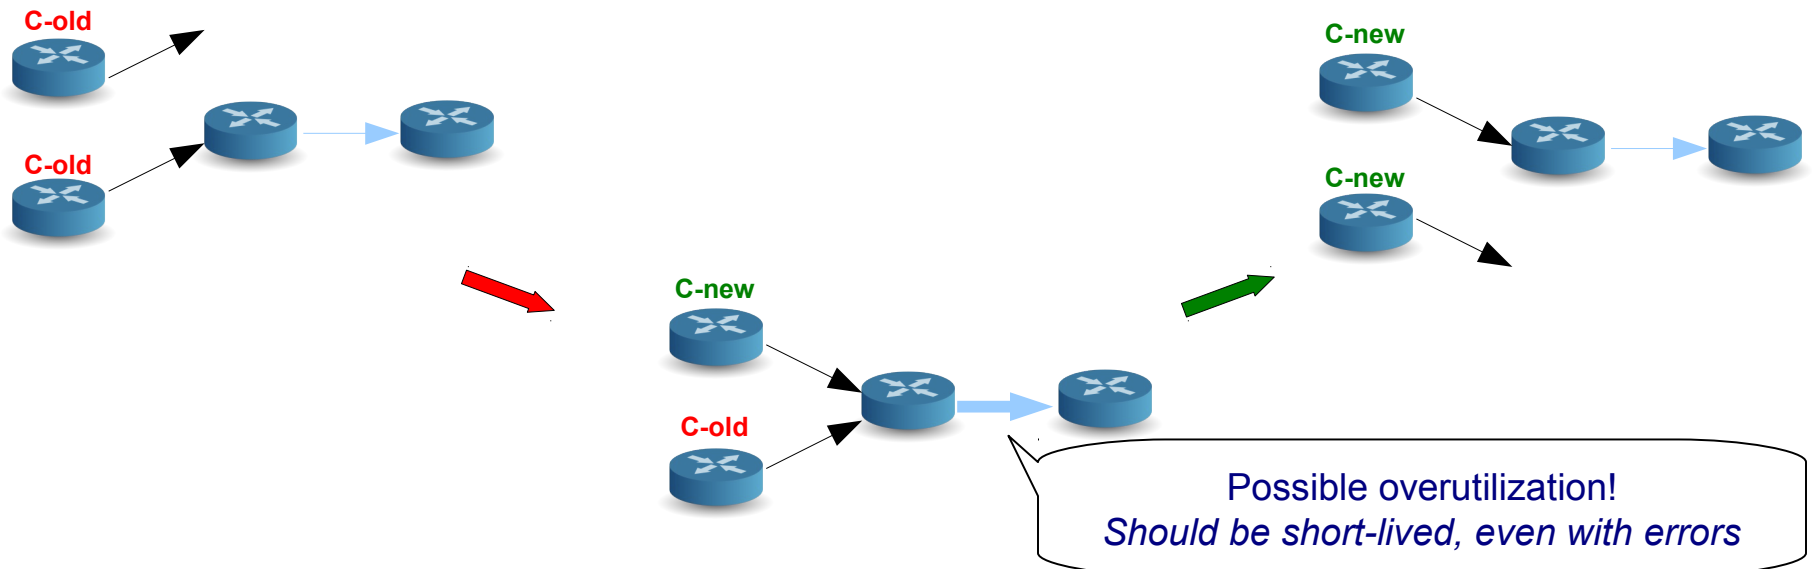 C-old
C-old
C-new
C-old
C-new
C-new
Possible overutilization!
Should be short-lived, even with errors